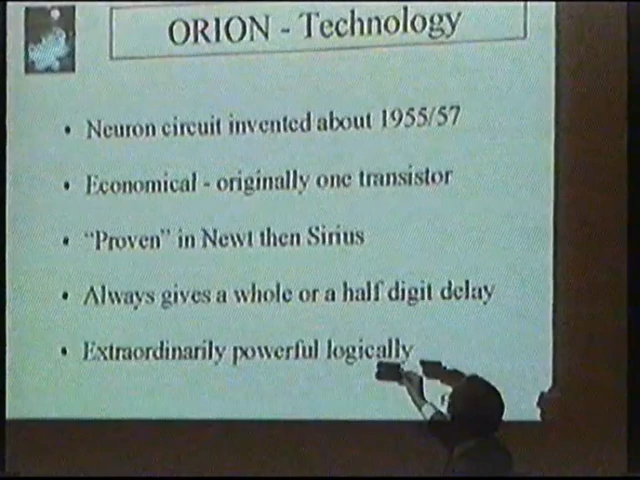 ORION - Technology
• Neuron circuit invented about 1955/57
• Economical - originally one transistor
• "Proven" in Newt then Sirius
• Always gives a whole or a half digit delay
• Extraordinarily powerful logically